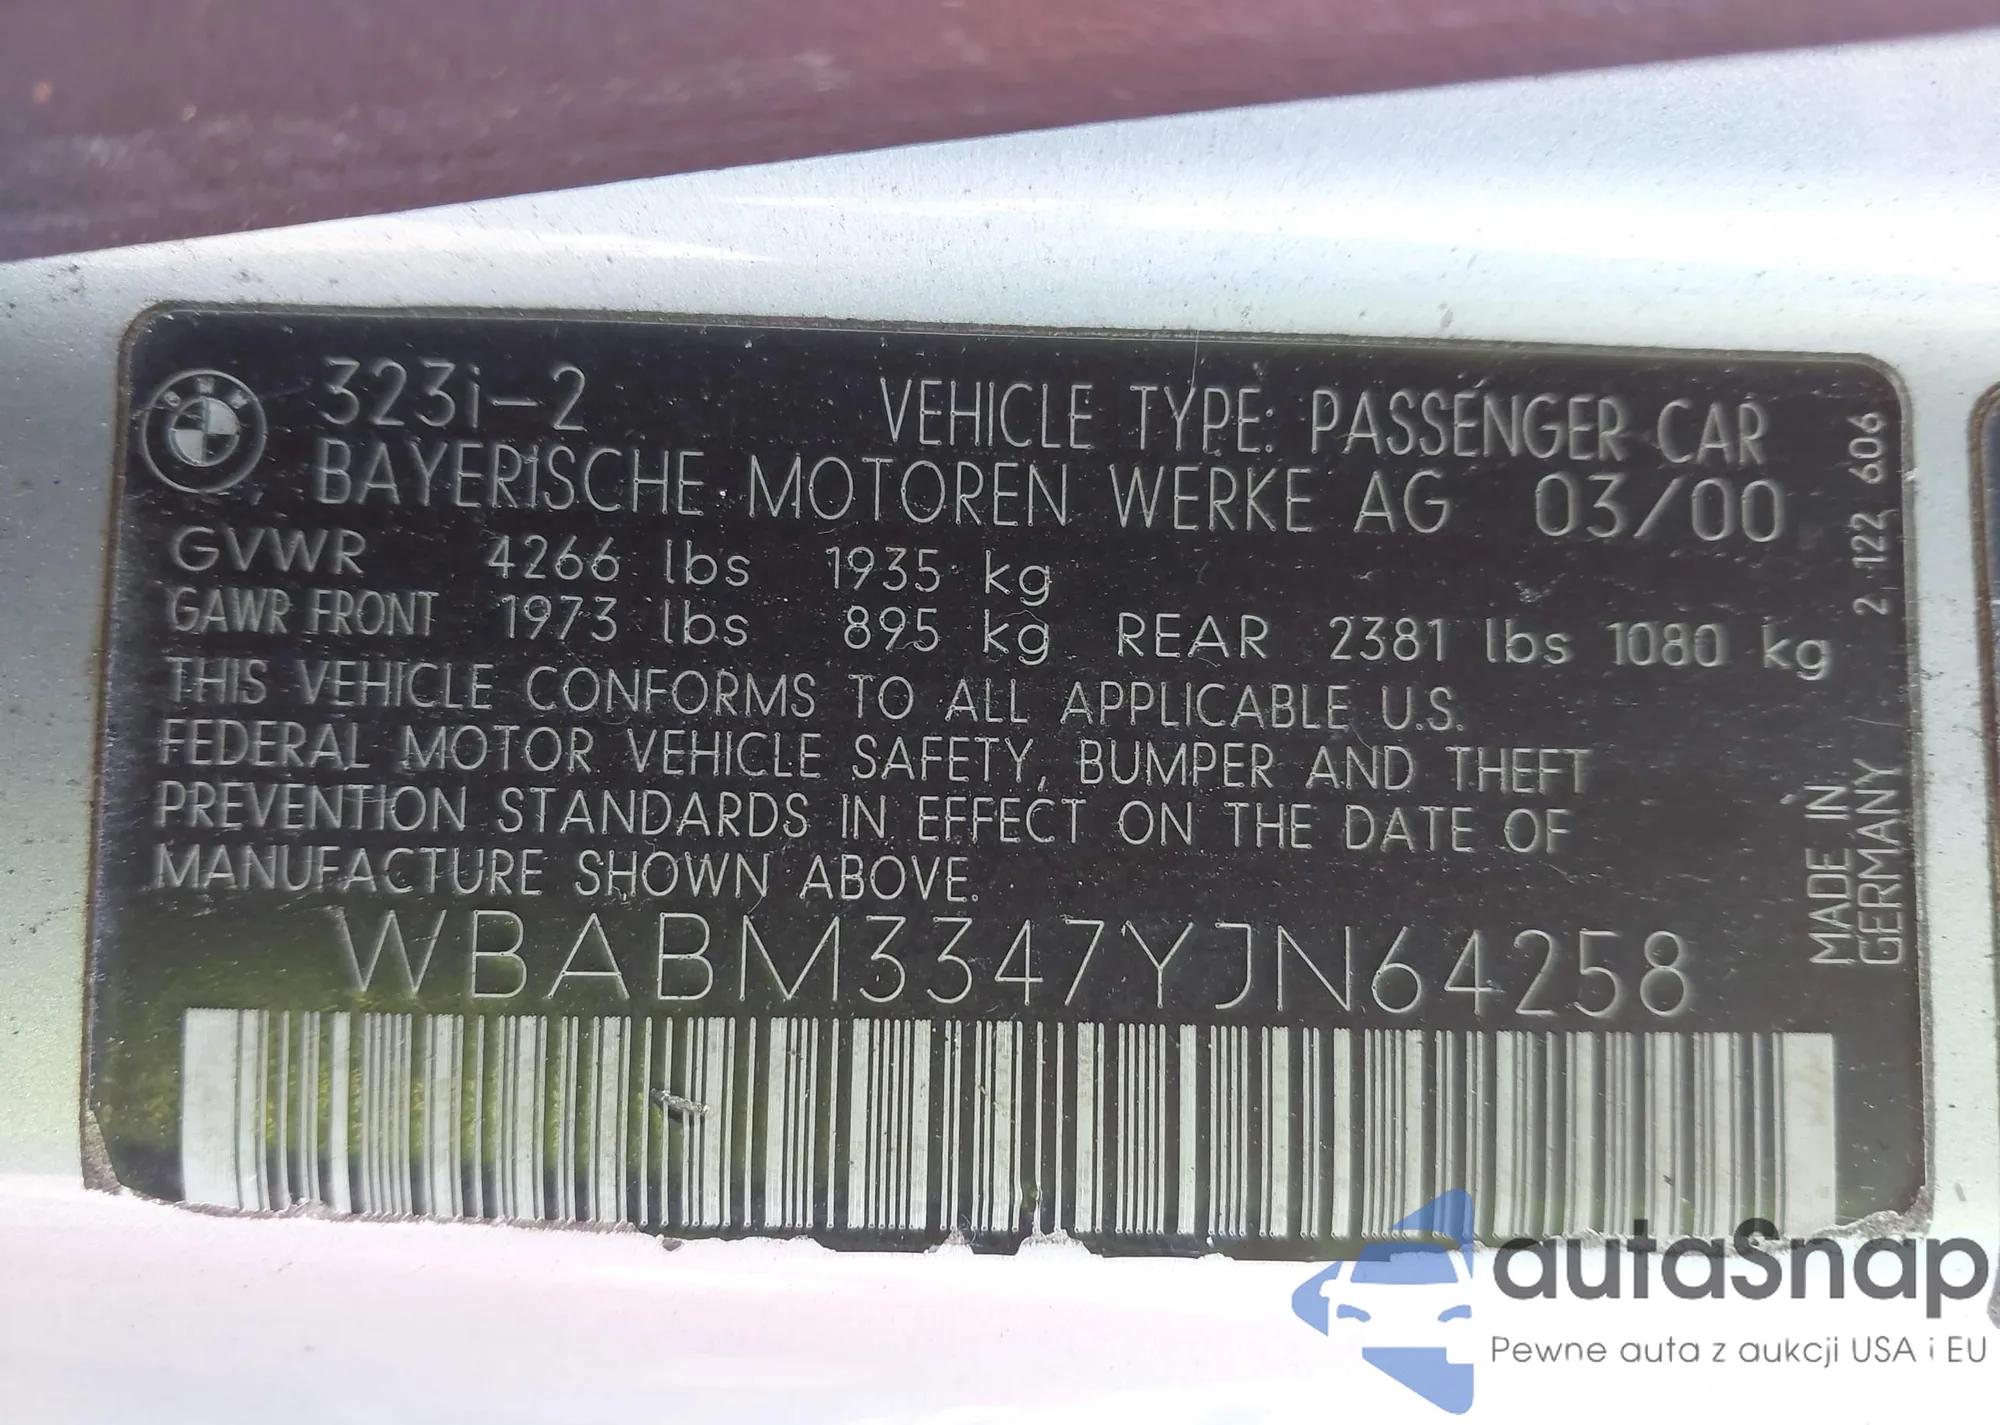 323i-2
VEHICLE TYPE: PASSENGER CAR
BAYERISCHE MOTOREN WERKE AG 03/00
GVWR 4266 lbs 1935 kg
GAWR FRONT 1973 lbs 895 kg REAR 2381 lbs 1080 kg
THIS VEHICLE CONFORMS TO ALL APPLICABLE U.S.
FEDERAL MOTOR VEHICLE SAFETY, BUMPER AND THEFT
PREVENTION STANDARDS IN EFFECT ON THE DATE OF
MANUFACTURE SHOWN ABOVE.
WBABM3347YJN64258
2 122 606
MADE IN
GERMANY
autaSnap
Pewne auta z aukcji USA i EU